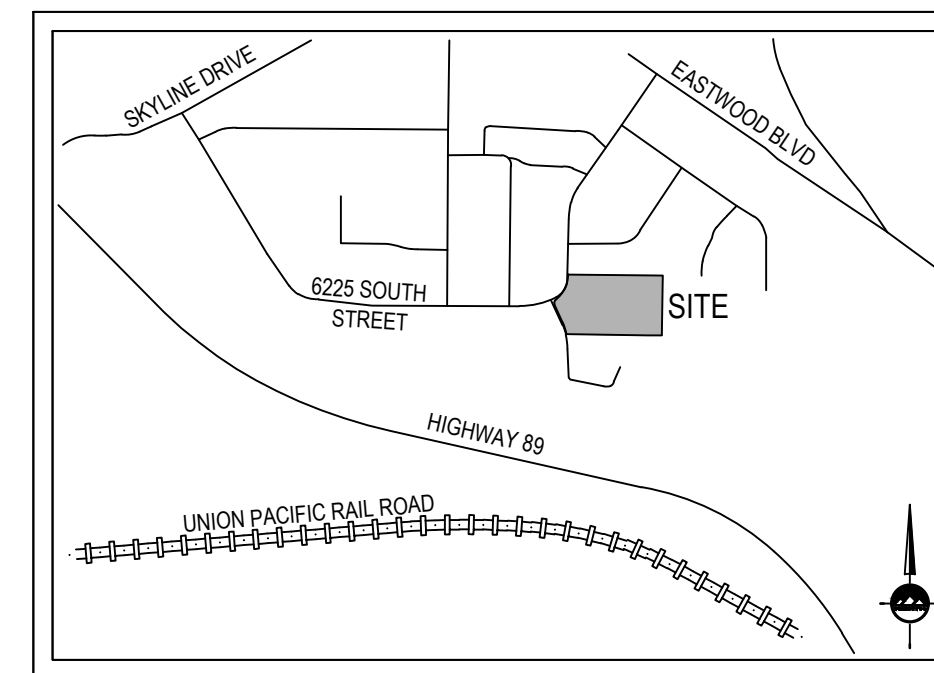 SKYLINE DRIVE
EASTWOOD BLVD
6225 SOUTH
STREET
SITE
HIGHWAY 89
UNION PACIFIC RAIL ROAD